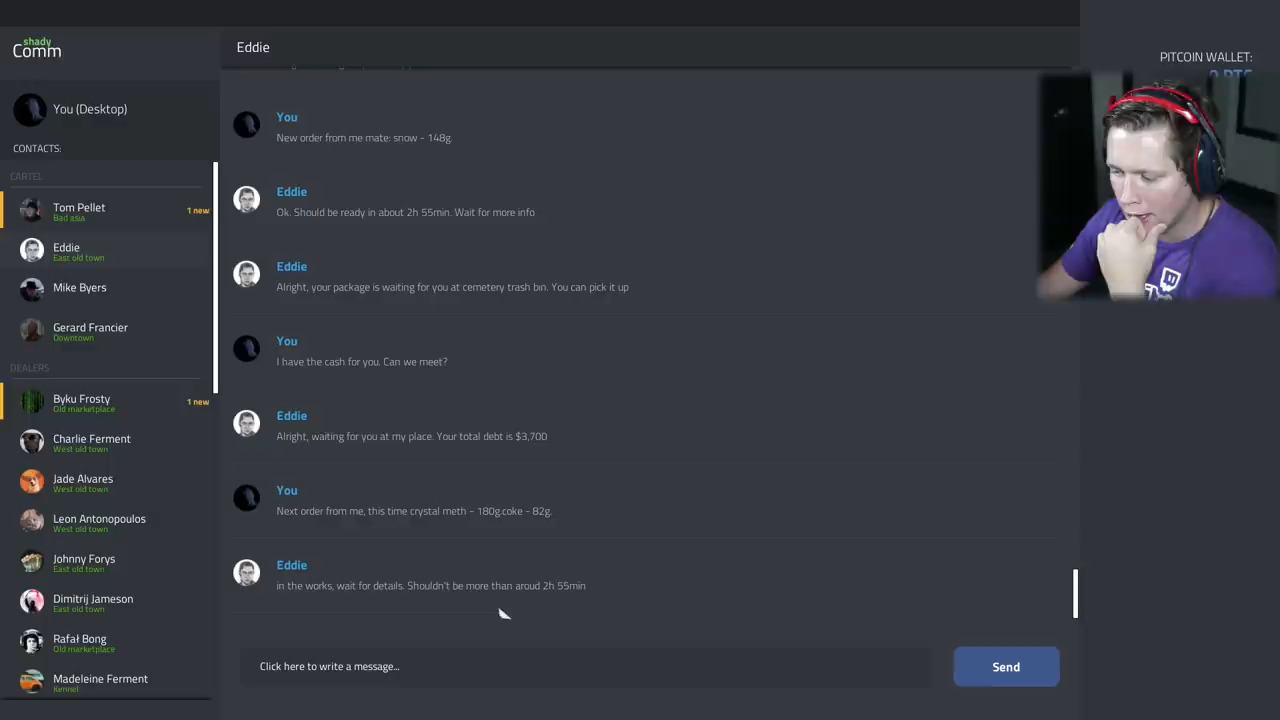 shady
Comm
You (Desktop)
CONTACTS:
CARTEL
Tom Pellet
Bad asia
1 new
Eddie
East old town
Mike Byers
Gerard Francier
Downtown
DEALERS
Byku Frosty
Old marketplace
1 new
Charlie Ferment
West old town
Jade Alvares
West old town
Leon Antonopoulos
West old town
Johnny Forys
East old town
Dimitrij Jameson
East old town
Rafał Bong
Old marketplace
Madeleine Ferment
Kennel
Eddie
You
New order from me mate: snow - 148g.
Eddie
Ok. Should be ready in about 2h 55min. Wait for more info
Eddie
Alright, your package is waiting for you at cemetery trash bin. You can pick it up
You
I have the cash for you. Can we meet?
Eddie
Alright, waiting for you at my place. Your total debt is $3,700
You
Next order from me, this time crystal meth - 180g.coke - 82g.
Eddie
in the works, wait for details. Shouldn't be more than aroud 2h 55min
Click here to write a message...
Send
PITCOIN WALLET: